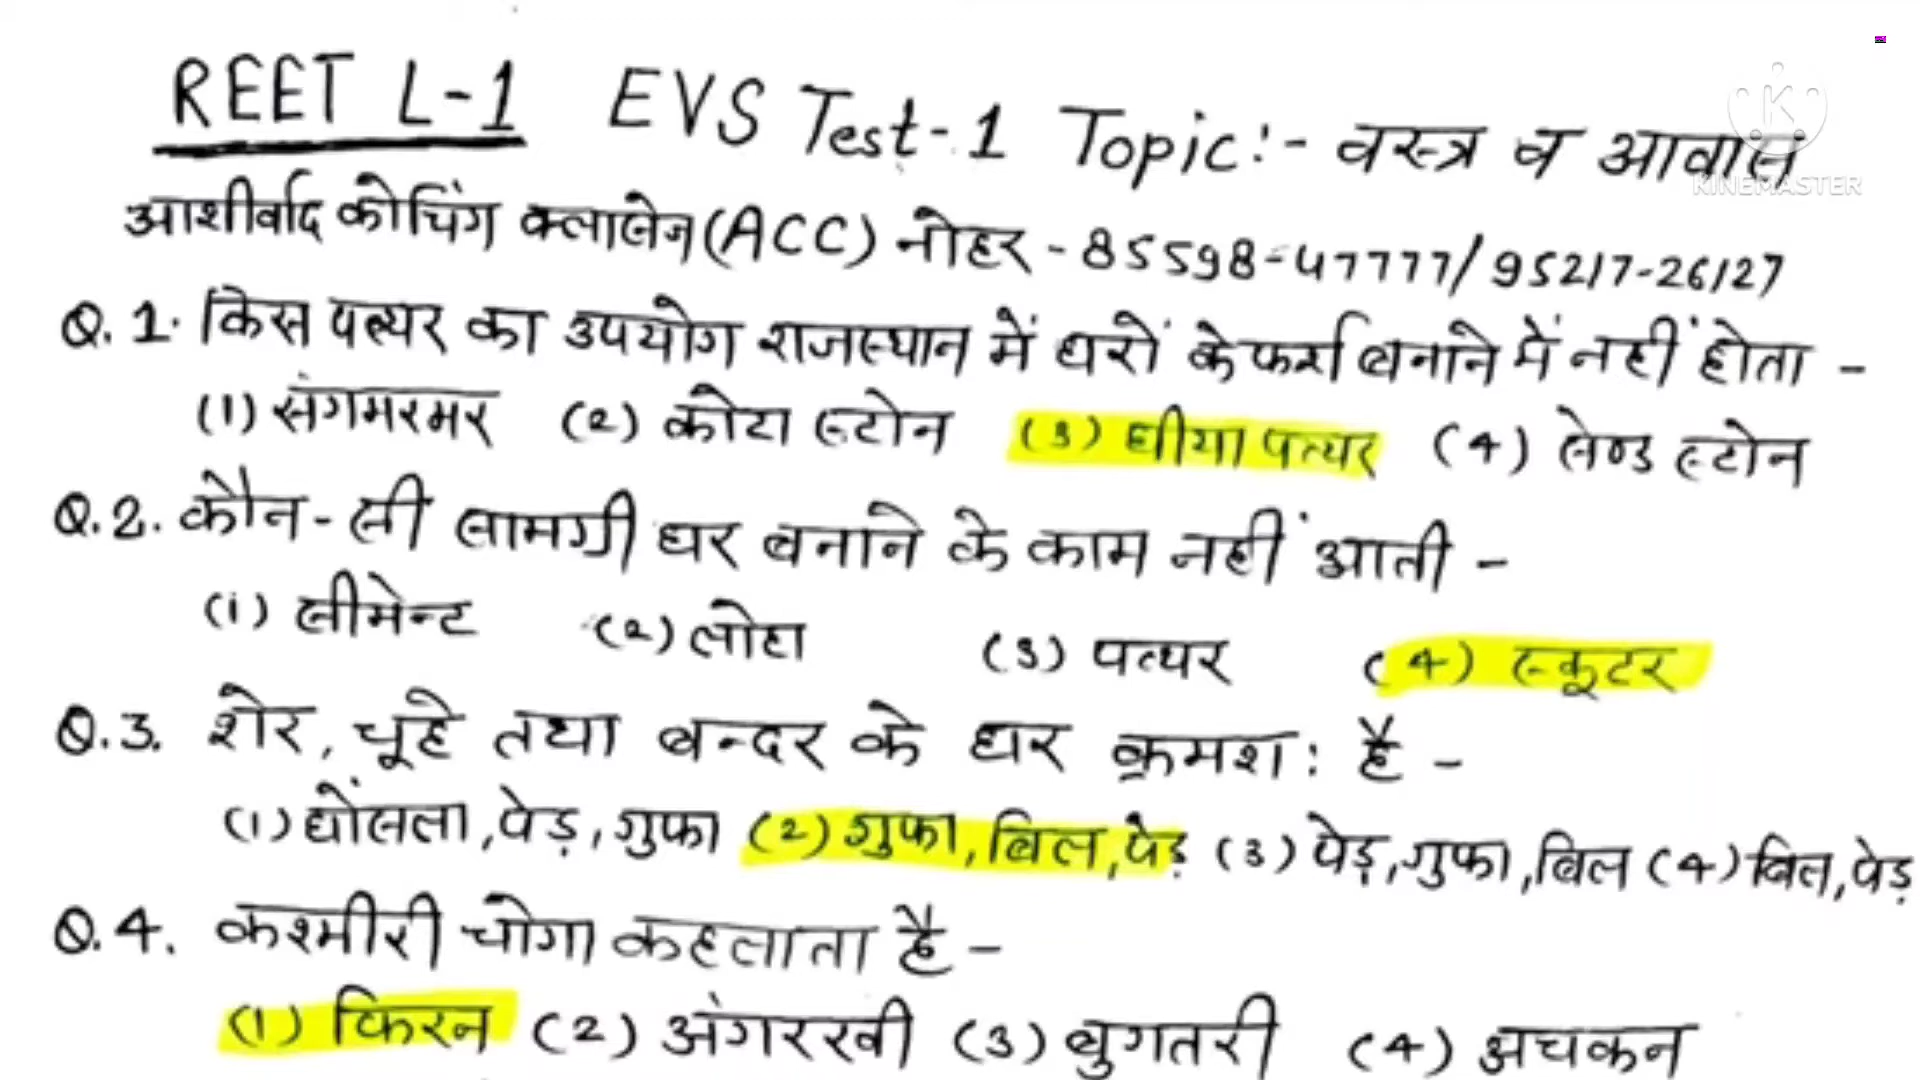 REET L-1 EVS Test-1 Topic:- वस्त्र व आवास
KINEMASTER
आशीर्वाद कोचिंग क्लासेज (ACC) नोहर - 85598-47777/95217-26127
Q.1. किस पत्थर का उपयोग राजस्थान में घरों के फर्श बनाने में नहीं होता -
(1) संगमरमर (2) कोटा स्टोन (3) घीया पत्थर (4) सेण्ड स्टोन
Q.2. कौन-सी सामग्री घर बनाने के काम नहीं आती -
(1) सीमेन्ट (2) लोहा (3) पत्थर (4) स्कूटर
Q.3. शेर, चूहे तथा बन्दर के घर क्रमश: है -
(1) घोंसला, पेड़, गुफा (2) गुफा, बिल, पेड़ (3) पेड़, गुफा, बिल (4) बिल, पेड़
Q.4. कश्मीरी चोगा कहलाता है -
(1) फिरन (2) अंगरखी (3) बुगतरी (4) अचकन